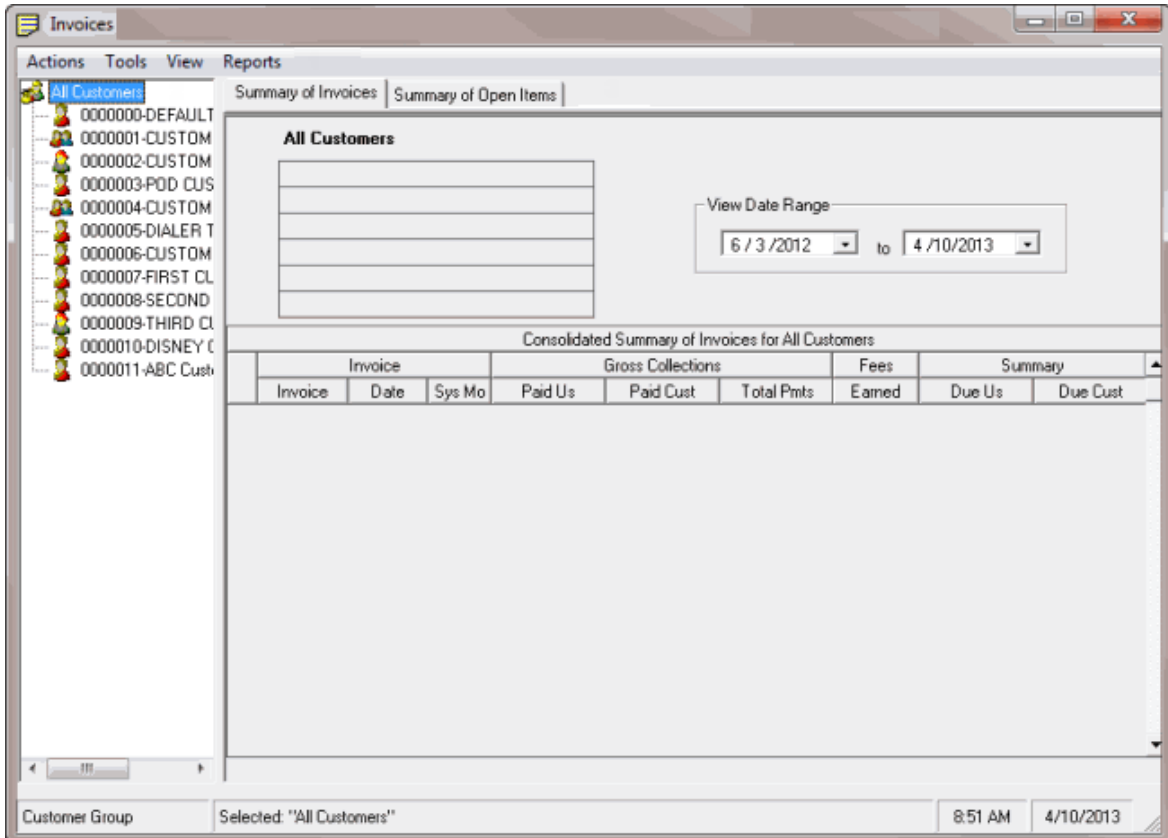 Invoices
Actions Tools View Reports
All Customers
0000000-DEFAULT
0000001-CUSTOM
0000002-CUSTOM
0000003-POD CUS
0000004-CUSTOM
0000005-DIALER T
0000006-CUSTOM
0000007-FIRST CL
0000008-SECOND
0000009-THIRD CU
0000010-DISNEY C
0000011-ABC Cust
Summary of Invoices Summary of Open Items
All Customers
View Date Range
6 / 3 /2012 to 4 /10/2013
Consolidated Summary of Invoices for All Customers
Invoice Gross Collections Fees Summary
Invoice Date Sys Mo Paid Us Paid Cust Total Pmts Earned Due Us Due Cust
Customer Group Selected: "All Customers" 8:51 AM 4/10/2013